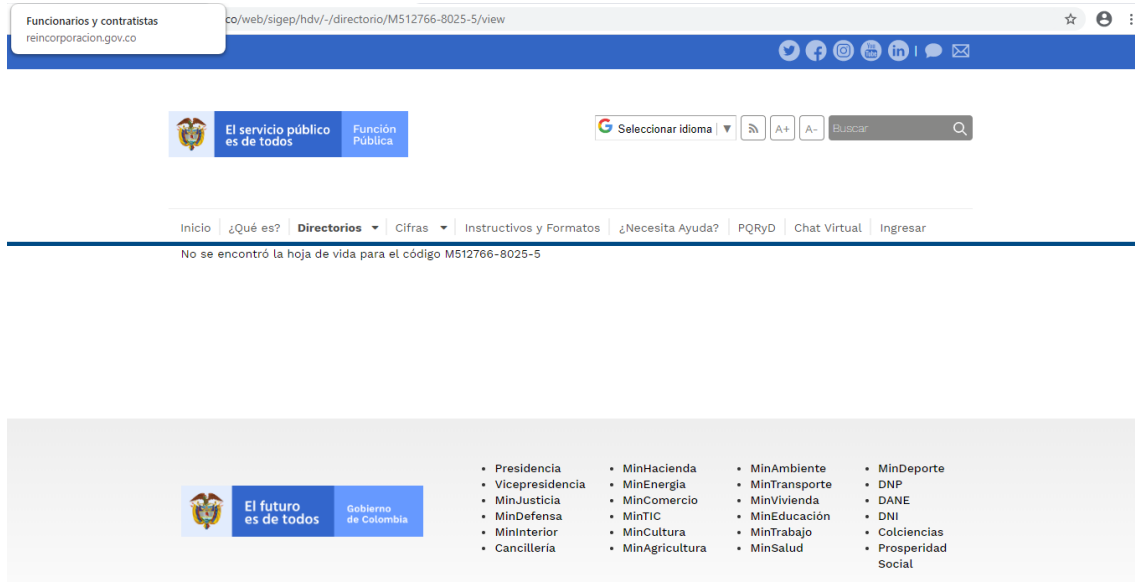 Funcionarios y contratistas
reincorporacion.gov.co
co/web/sigep/hdv/-/directorio/M512766-8025-5/view
El servicio público
es de todos
Función
Pública
Seleccionar idioma
A+
A-
Buscar
Inicio ¿Qué es? Directorios Cifras Instructivos y Formatos ¿Necesita Ayuda? PQRyD Chat Virtual Ingresar
No se encontró la hoja de vida para el código M512766-8025-5
El futuro
es de todos
Gobierno
de Colombia
Presidencia
Vicepresidencia
MinJusticia
MinDefensa
MinInterior
Cancillería
MinHacienda
MinEnergia
MinComercio
MinTIC
MinCultura
MinAgricultura
MinAmbiente
MinTransporte
MinVivienda
MinEducación
MinTrabajo
MinSalud
MinDeporte
DNP
DANE
DNI
Colciencias
Prosperidad
Social